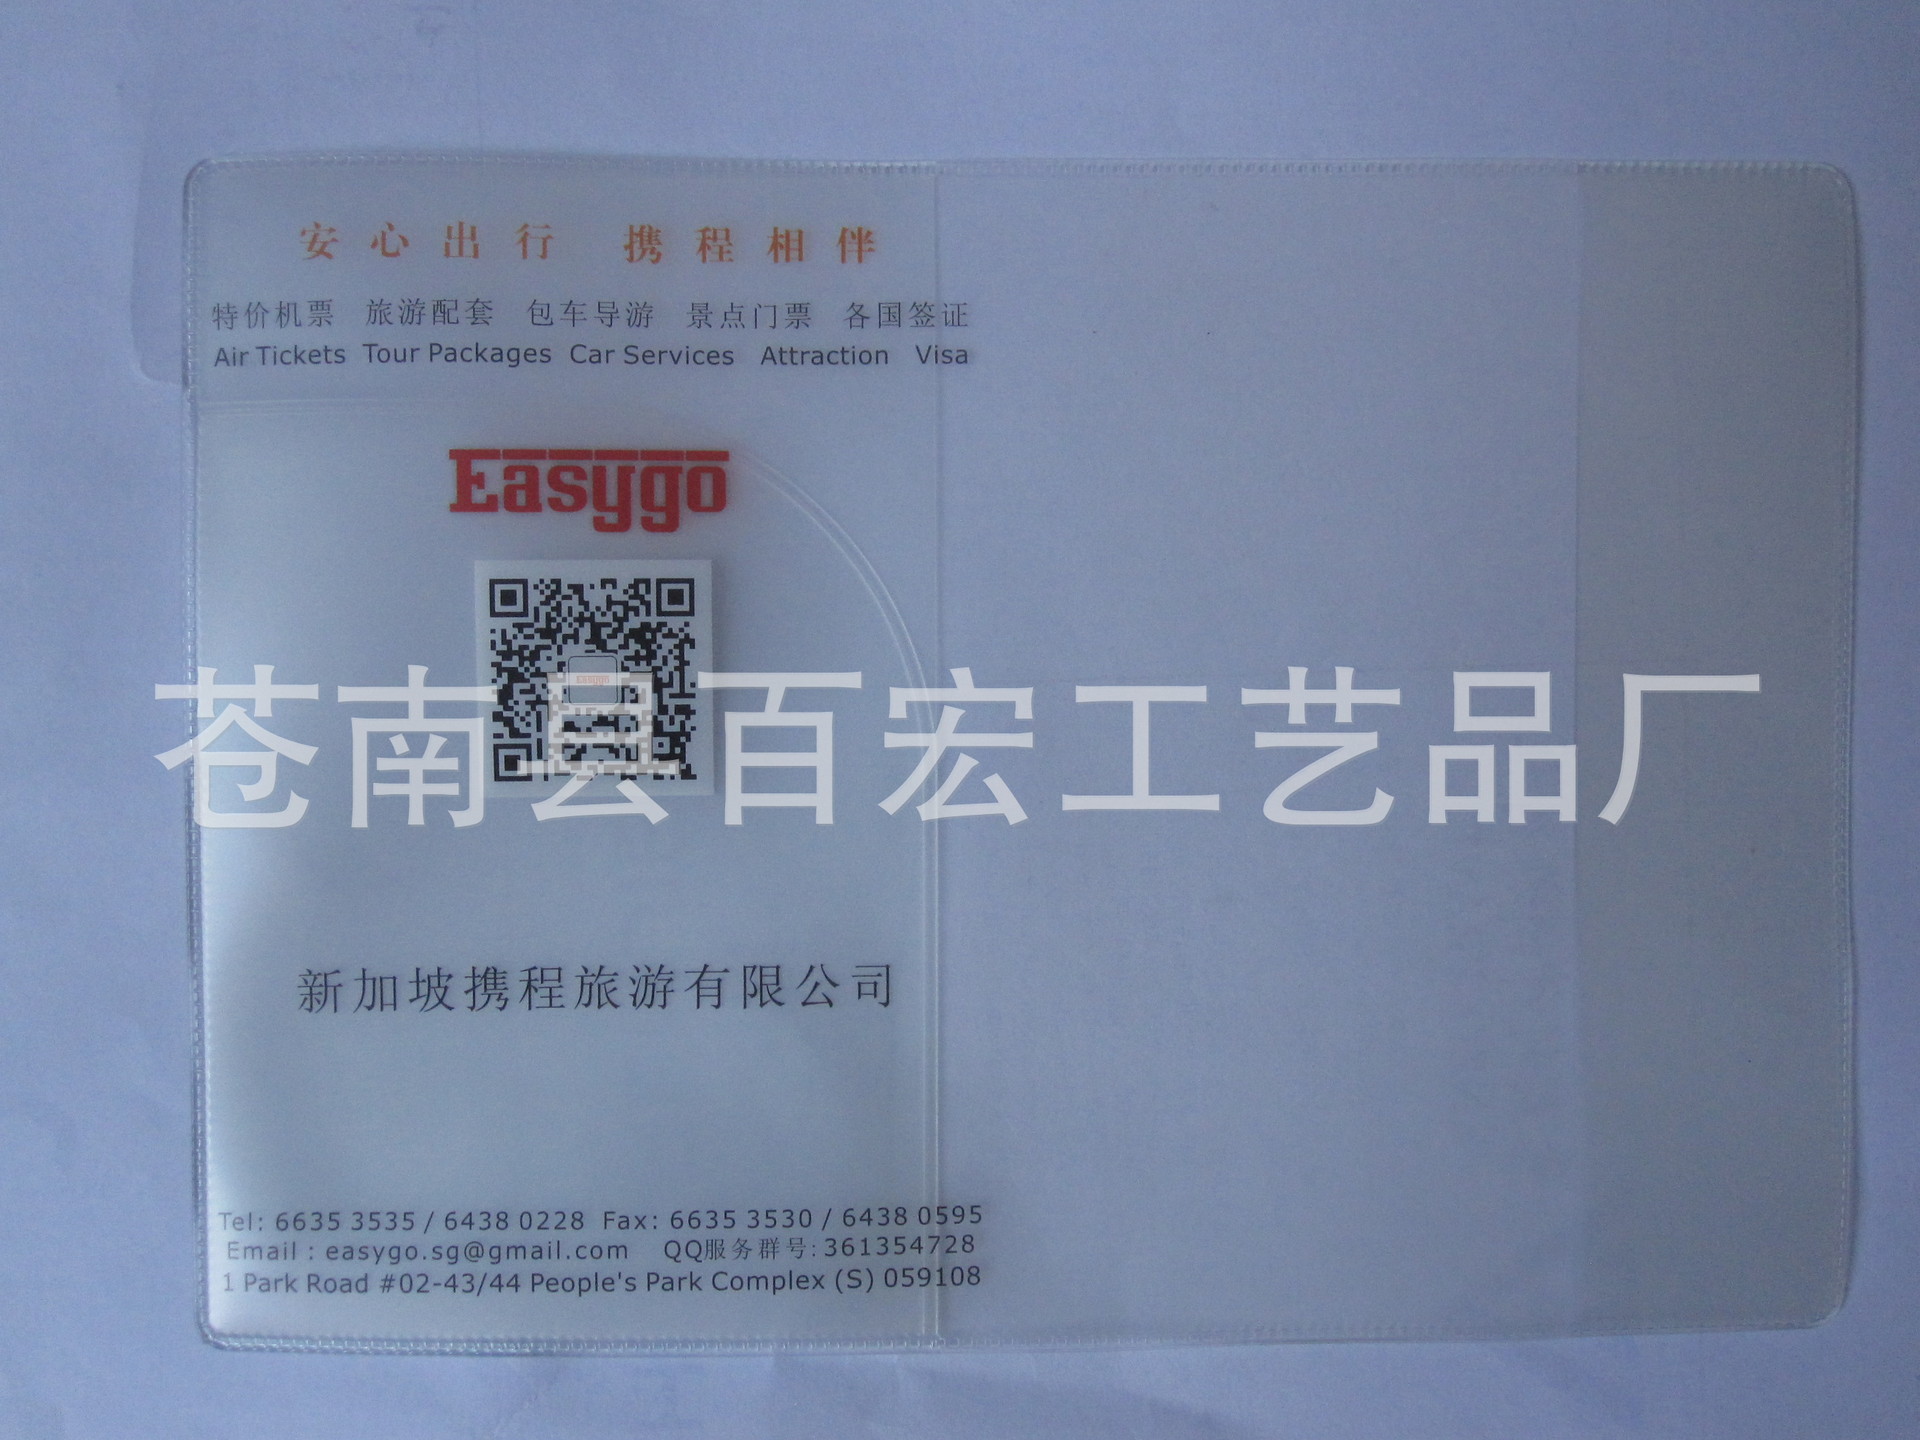 安心出行 携程相伴
特价机票 旅游配套 包车导游 景点门票 各国签证
Air Tickets Tour Packages Car Services Attraction Visa
Easygo
easygo
苍南县百宏工艺品厂
新加坡携程旅游有限公司
Tel: 6635 3535 / 6438 0228 Fax: 6635 3530 / 6438 0595
Email : easygo.sg@gmail.com QQ服务群号: 361354728
1 Park Road #02-43/44 People's Park Complex (S) 059108